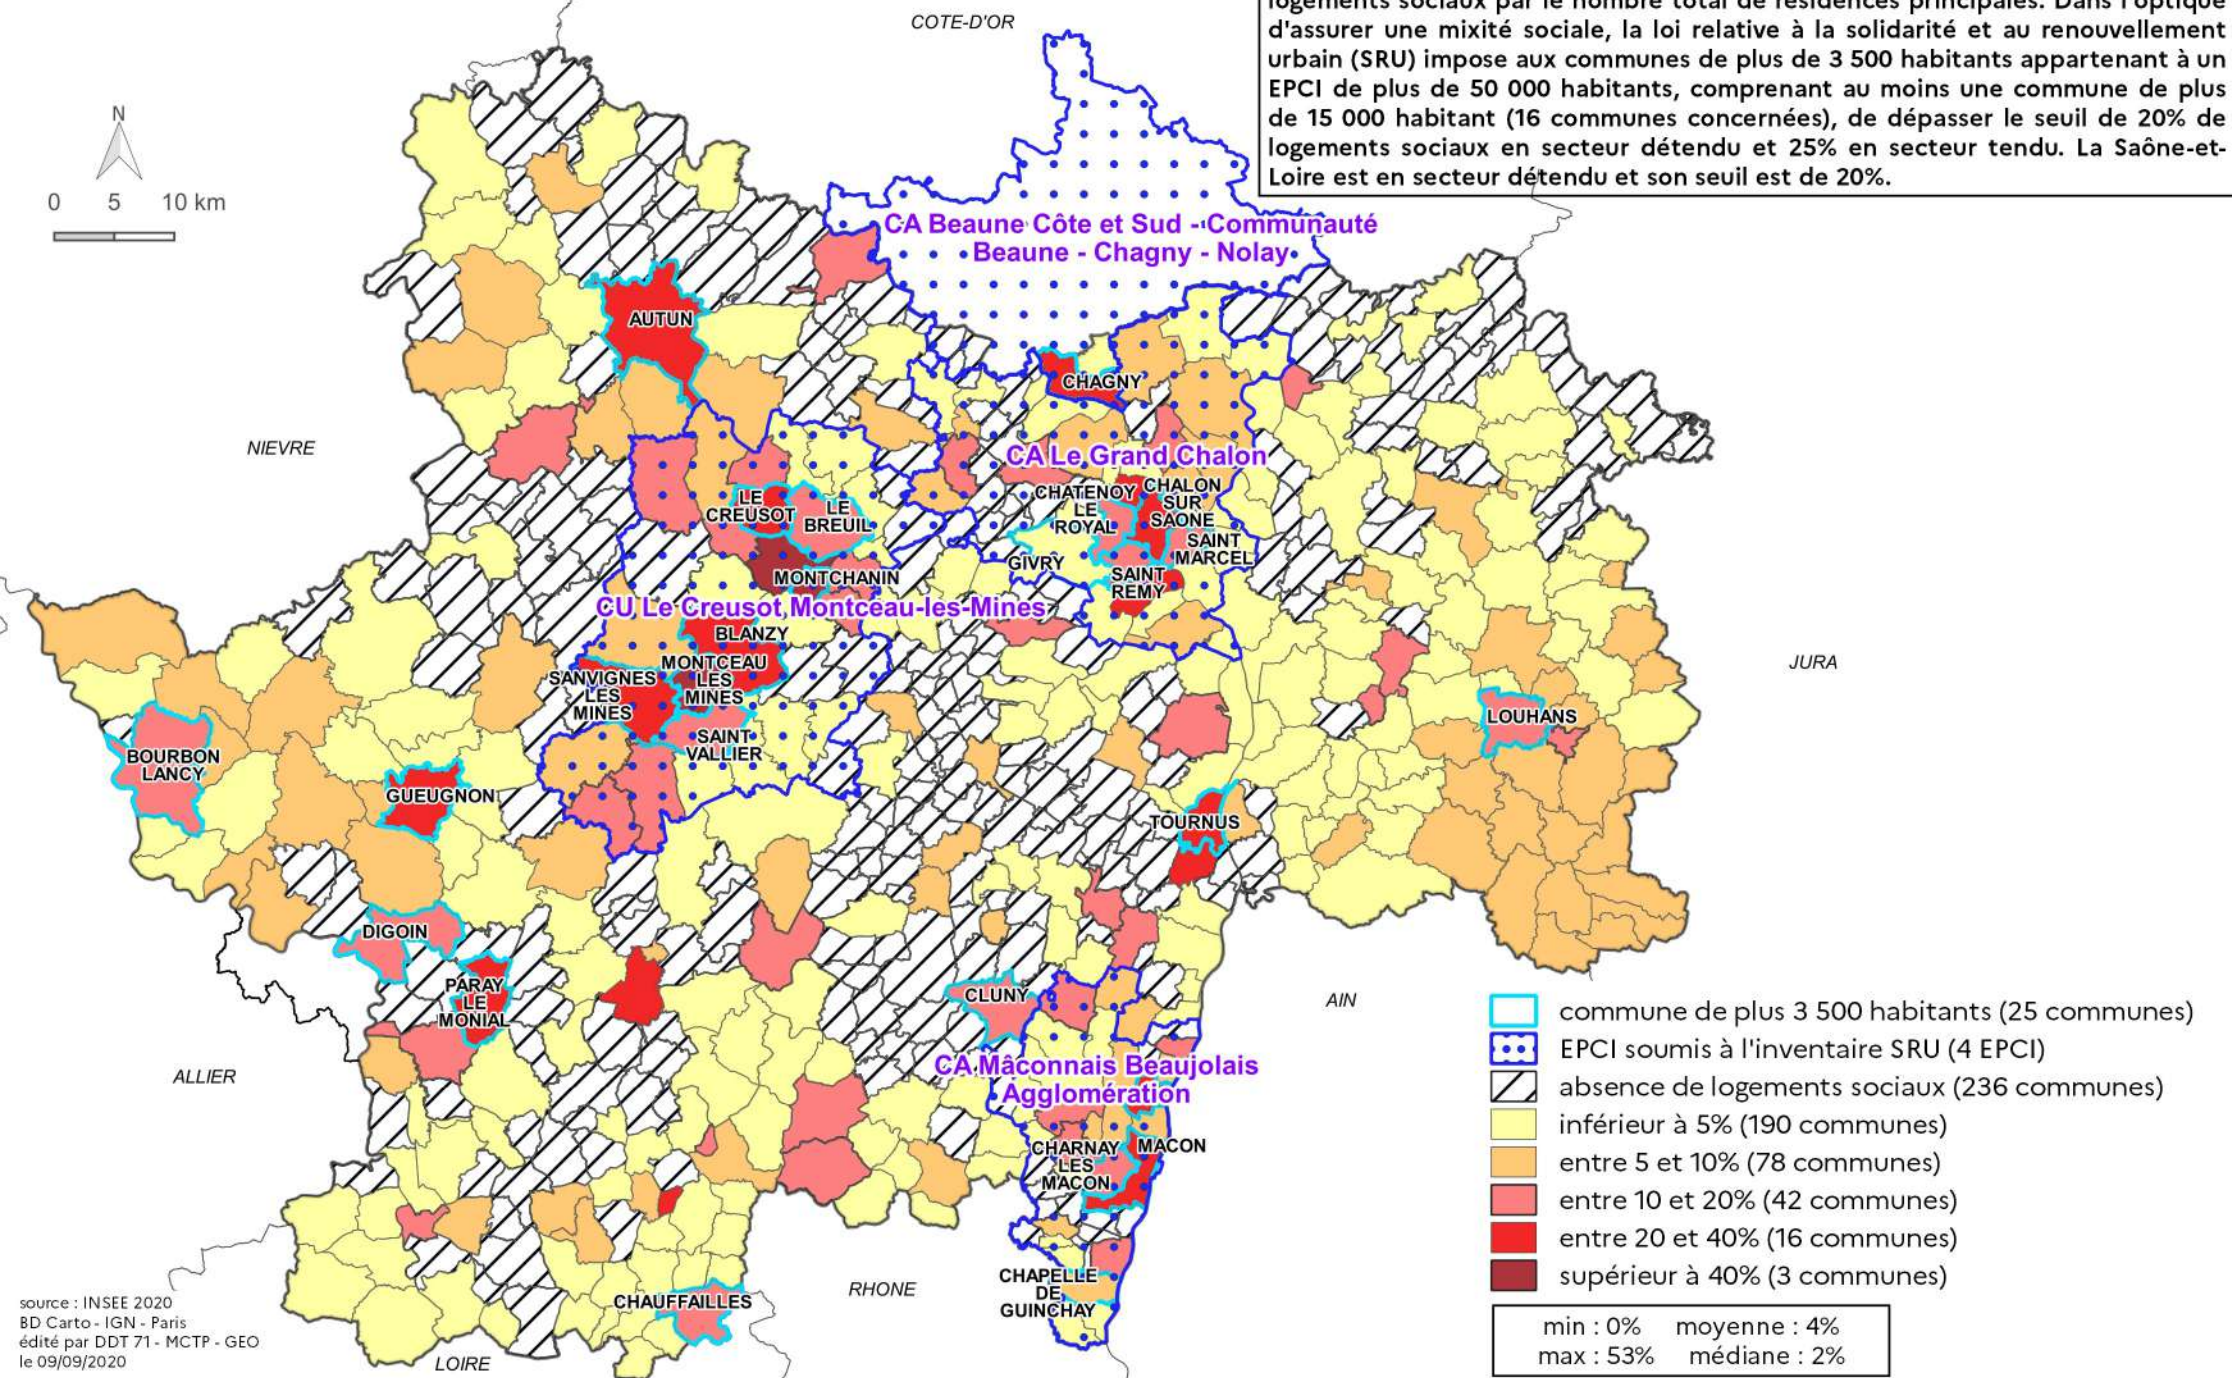 logements sociaux par le nombre total de résidences principales. Dans l'optique
d'assurer une mixité sociale, la loi relative à la solidarité et au renouvellement
urbain (SRU) impose aux communes de plus de 3 500 habitants appartenant à un
EPCI de plus de 50 000 habitants, comprenant au moins une commune de plus
de 15 000 habitant (16 communes concernées), de dépasser le seuil de 20% de
logements sociaux en secteur détendu et 25% en secteur tendu. La Saône-et-
Loire est en secteur détendu et son seuil est de 20%.
COTE-D'OR
N
0 5 10 km
CA Beaune Côte et Sud - Communauté
Beaune - Chagny - Nolay
AUTUN
CHAGNY
NIEVRE
CA Le Grand Chalon
LE
CREUSOT
LE
BREUIL
CHATENOY
LE
ROYAL
CHALON
SUR
SAONE
SAINT
MARCEL
GIVRY
MONTCHANIN
SAINT
REMY
CU Le Creusot Montceau-les-Mines
BLANZY
MONTCEAU
LES
MINES
SANVIGNES
LES
MINES
SAINT
VALLIER
JURA
LOUHANS
BOURBON
LANCY
GUEUGNON
TOURNUS
DIGOIN
PARAY
LE
MONIAL
CLUNY
AIN
ALLIER
CA Mâconnais Beaujolais
Agglomération
CHARNAY
LES
MACON
MACON
CHAPELLE
DE
GUINCHAY
CHAUFFAILLES
RHONE
LOIRE
commune de plus 3 500 habitants (25 communes)
EPCI soumis à l'inventaire SRU (4 EPCI)
absence de logements sociaux (236 communes)
inférieur à 5% (190 communes)
entre 5 et 10% (78 communes)
entre 10 et 20% (42 communes)
entre 20 et 40% (16 communes)
supérieur à 40% (3 communes)
min : 0% moyenne : 4%
max : 53% médiane : 2%
source : INSEE 2020
BD Carto - IGN - Paris
édité par DDT 71 - MCTP - GEO
le 09/09/2020